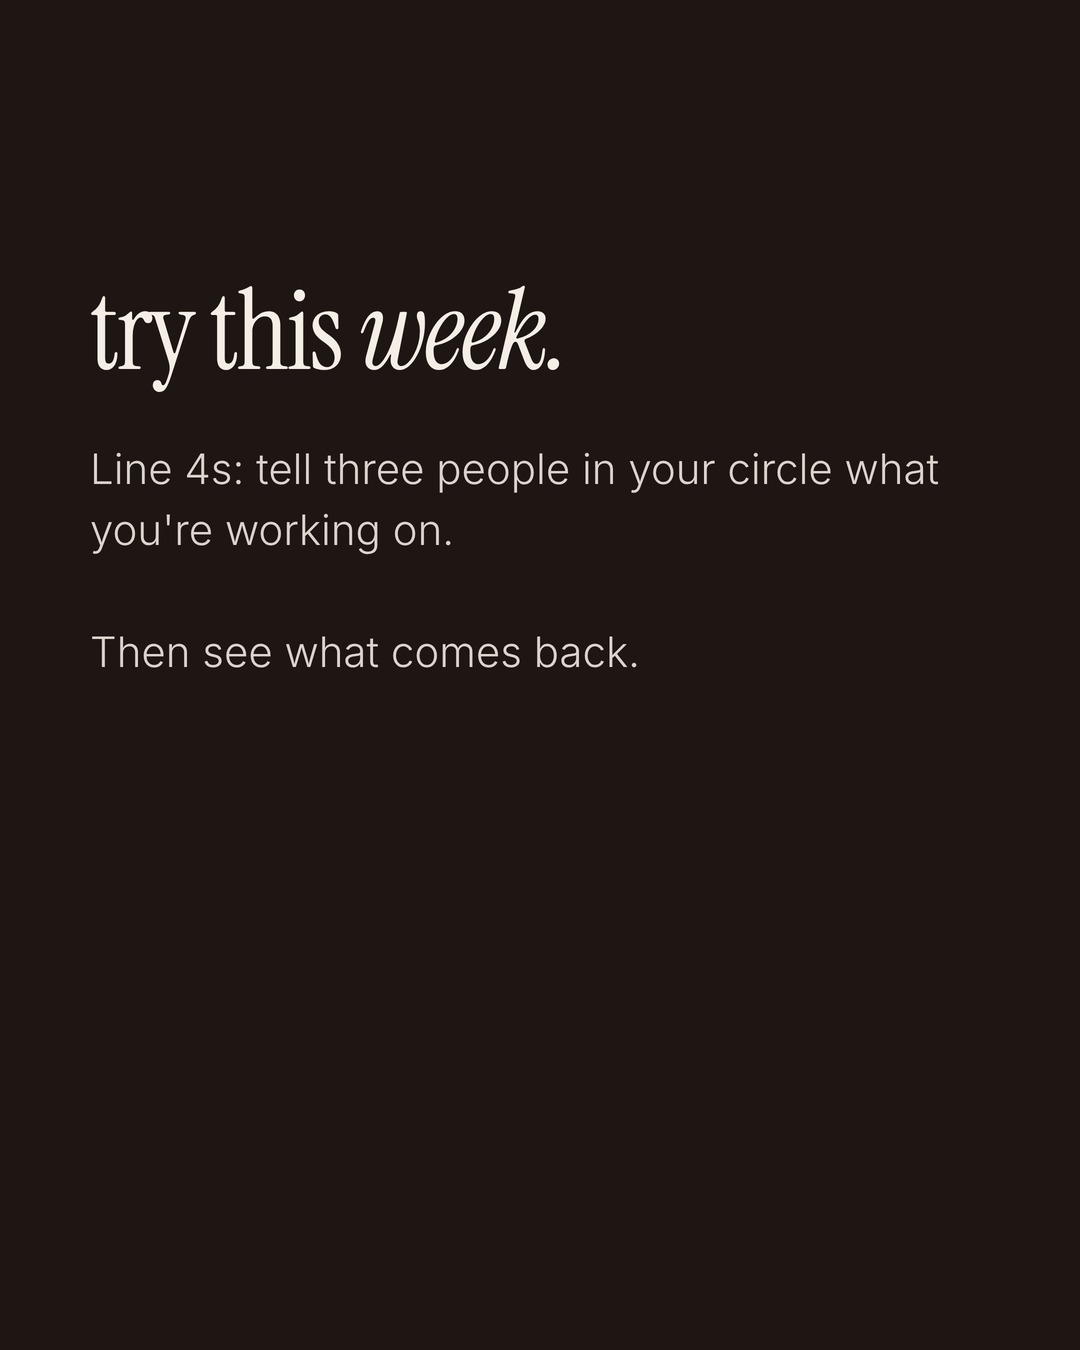 try this week.
Line 4s: tell three people in your circle what
you're working on.
Then see what comes back.